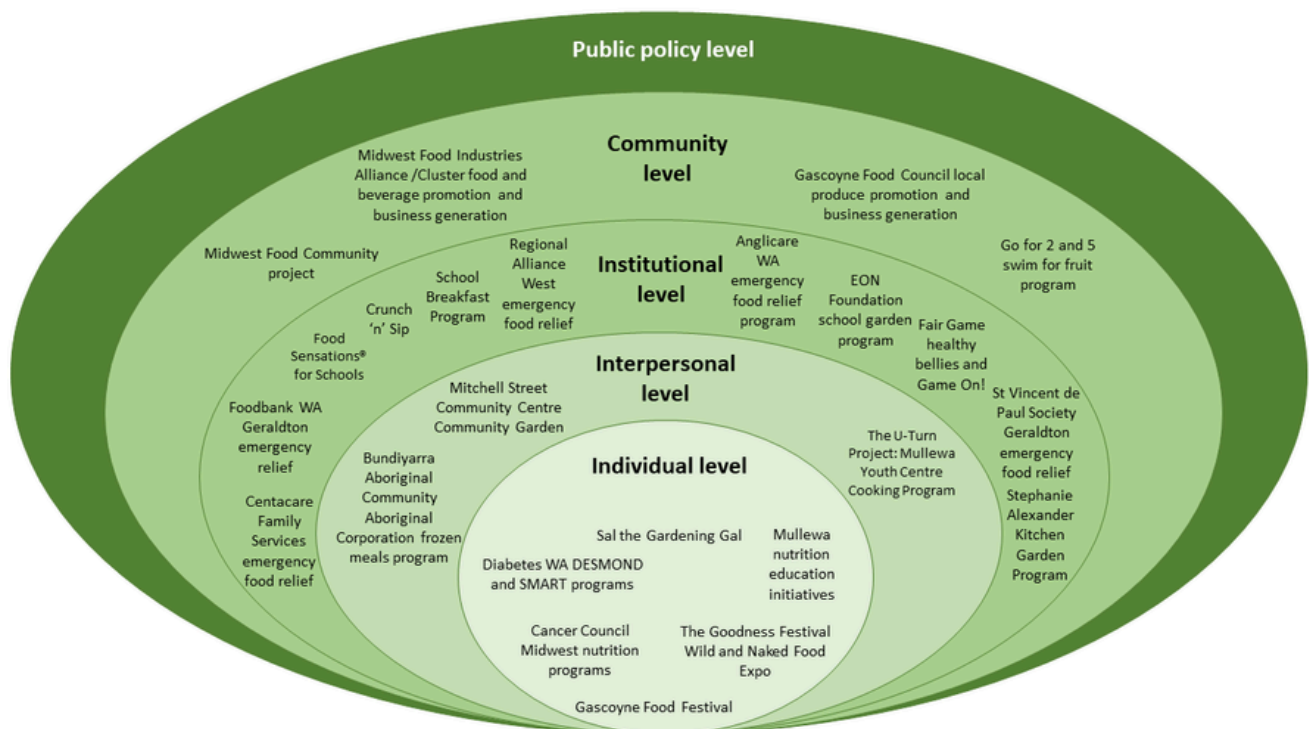 Public policy level
Community
level
Midwest Food Industries
Alliance /Cluster food and
beverage promotion and
business generation
Gascoyne Food Council local
produce promotion and
business generation
Midwest Food Community
project
Go for 2 and 5
swim for fruit
program
Institutional
level
Regional
Alliance
West
emergency
food relief
Anglicare
WA
emergency
food relief
program
School
Breakfast
Program
EON
Foundation
school garden
program
Crunch
‘n’ Sip
Fair Game
healthy
bellies and
Game On!
Food
Sensations®
for Schools
St Vincent de
Paul Society
Geraldton
emergency
food relief
Foodbank WA
Geraldton
emergency
relief
Stephanie
Alexander
Kitchen
Garden
Program
Centacare
Family
Services
emergency
food relief
Interpersonal
level
Mitchell Street
Community Centre
Community Garden
The U-Turn
Project: Mullewa
Youth Centre
Cooking Program
Bundiyarra
Aboriginal
Community
Aboriginal
Corporation frozen
meals program
Individual level
Sal the Gardening Gal
Mullewa
nutrition
education
initiatives
Diabetes WA DESMOND
and SMART programs
Cancer Council
Midwest nutrition
programs
The Goodness Festival
Wild and Naked Food
Expo
Gascoyne Food Festival